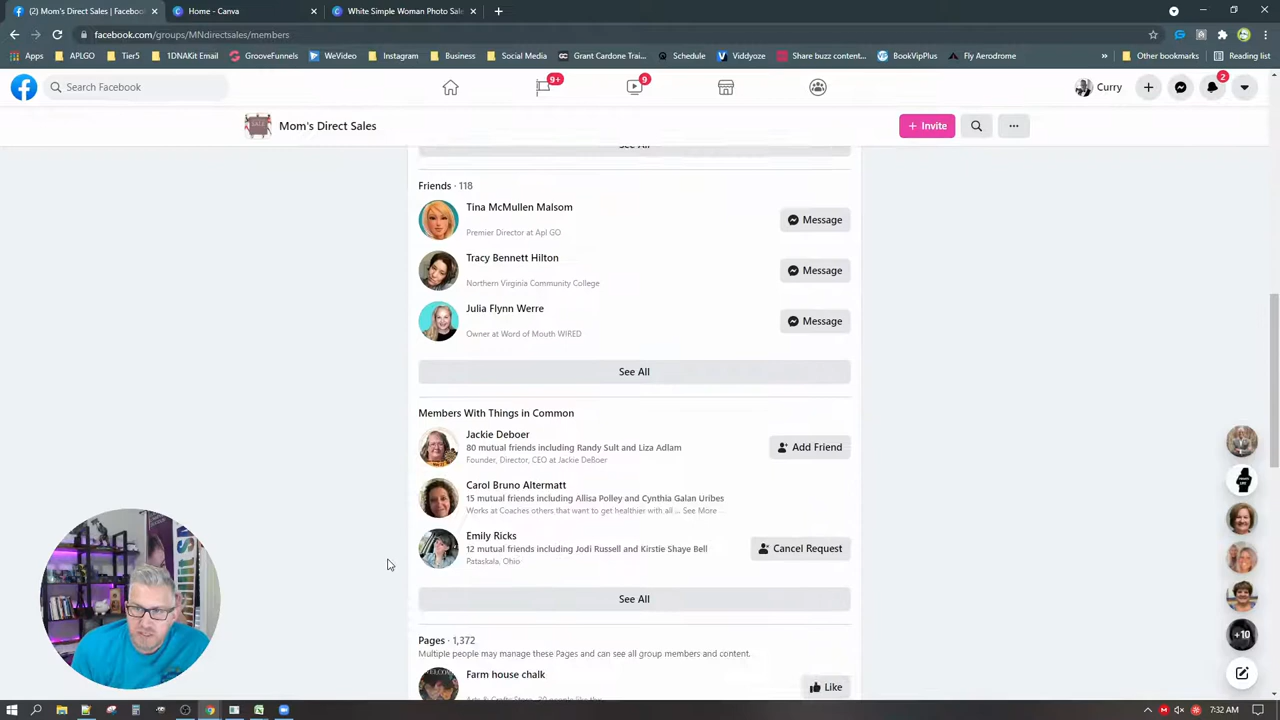 (2) Mom's Direct Sales | Facebook
Home - Canva
White Simple Woman Photo Sale
facebook.com/groups/MNdirectsales/members
Apps
APLGO
Tier5
1DNAKit Email
GrooveFunnels
WeVideo
Instagram
Business
Social Media
Grant Cardone Trai...
Schedule
Viddyoze
Share buzz content...
BookVipPlus
Fly Aerodrome
»
Other bookmarks
Reading list
Search Facebook
9+
9
Curry
2
Mom's Direct Sales
+ Invite
See All
Friends · 118
Tina McMullen Malsom
Premier Director at Apl GO
Message
Tracy Bennett Hilton
Northern Virginia Community College
Message
Julia Flynn Werre
Owner at Word of Mouth WIRED
Message
See All
Members With Things in Common
Jackie Deboer
80 mutual friends including Randy Sult and Liza Adlam
Founder, Director, CEO at Jackie DeBoer
Add Friend
Carol Bruno Altermatt
15 mutual friends including Allisa Polley and Cynthia Galan Uribes
Works at Coaches others that want to get healthier with all ... See More
Emily Ricks
12 mutual friends including Jodi Russell and Kirstie Shaye Bell
Pataskala, Ohio
Cancel Request
See All
Pages · 1,372
Multiple people may manage these Pages and can see all group members and content.
Farm house chalk
Like
+10
7:32 AM